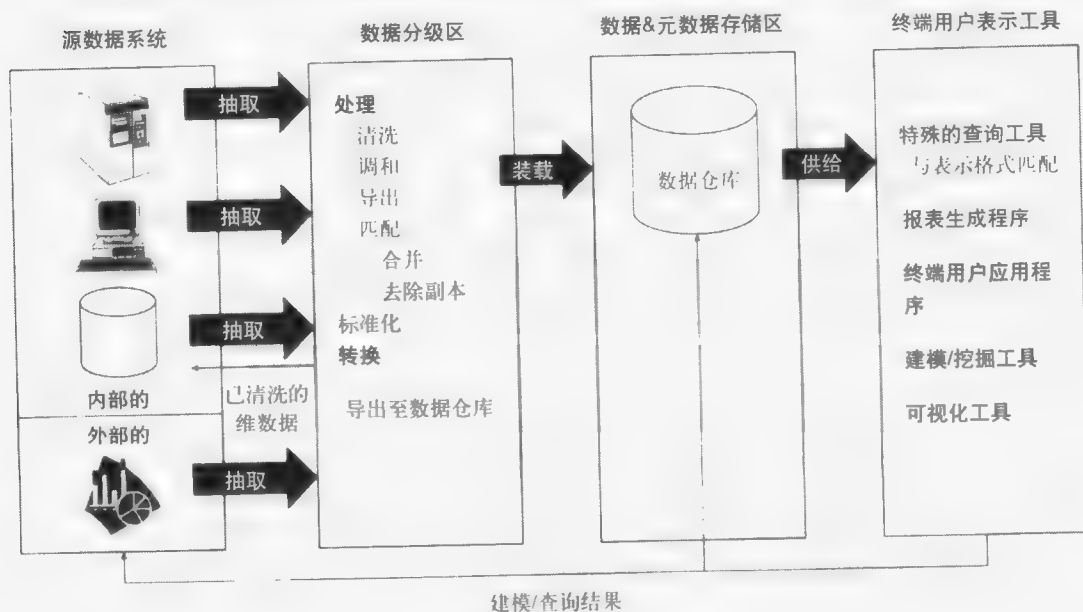 源数据系统
数据分级区
数据&元数据存储区
终端用户表示工具
抽取
抽取
抽取
内部的
外部的
抽取
已清洗的
维数据
处理
清洗
调和
导出
匹配
合并
去除副本
标准化
转换
导出至数据仓库
装载
数据仓库
供给
特殊的查询工具
与表示格式匹配
报表生成程序
终端用户应用程
序
建模/挖掘工具
可视化工具
建模/查询结果